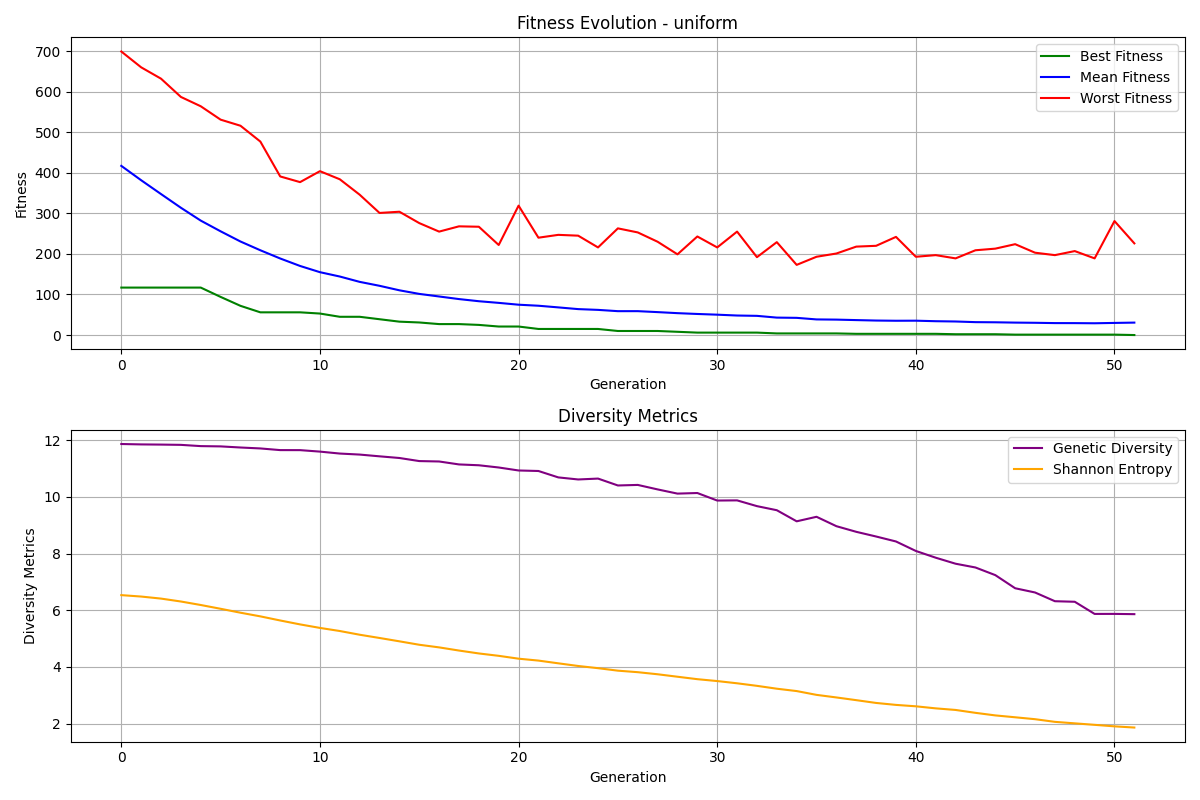 Fitness Evolution - uniform
Fitness
700
600
500
400
300
200
100
0
Best Fitness
Mean Fitness
Worst Fitness
0 10 20 30 40 50
Generation
Diversity Metrics
Diversity Metrics
12
10
8
6
4
2
Genetic Diversity
Shannon Entropy
0 10 20 30 40 50
Generation